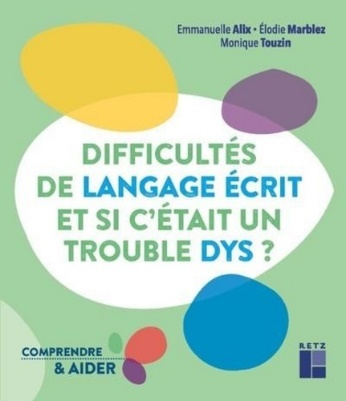 Emmanuelle Alix • Élodie Marblez
Monique Touzin
DIFFICULTÉS
DE LANGAGE ÉCRIT
ET SI C'ÉTAIT UN
TROUBLE DYS ?
COMPRENDRE
& AIDER
RETZ